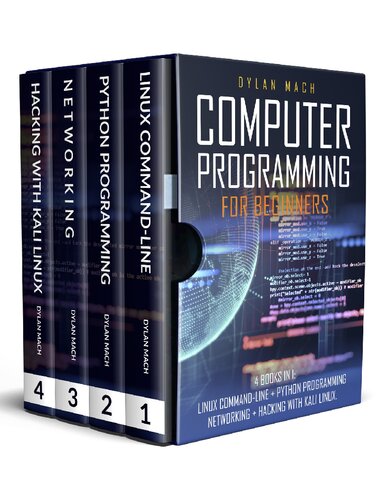 DYLAN MACH
COMPUTER
PROGRAMMING
FOR BEGINNERS
4 BOOKS IN 1:
LINUX COMMAND-LINE + PYTHON PROGRAMMING
NETWORKING + HACKING WITH KALI LINUX.
HACKING WITH KALI LINUX
DYLAN MACH
4
NETWORKING
DYLAN MACH
3
PYTHON PROGRAMMING
DYLAN MACH
2
LINUX COMMAND-LINE
DYLAN MACH
1